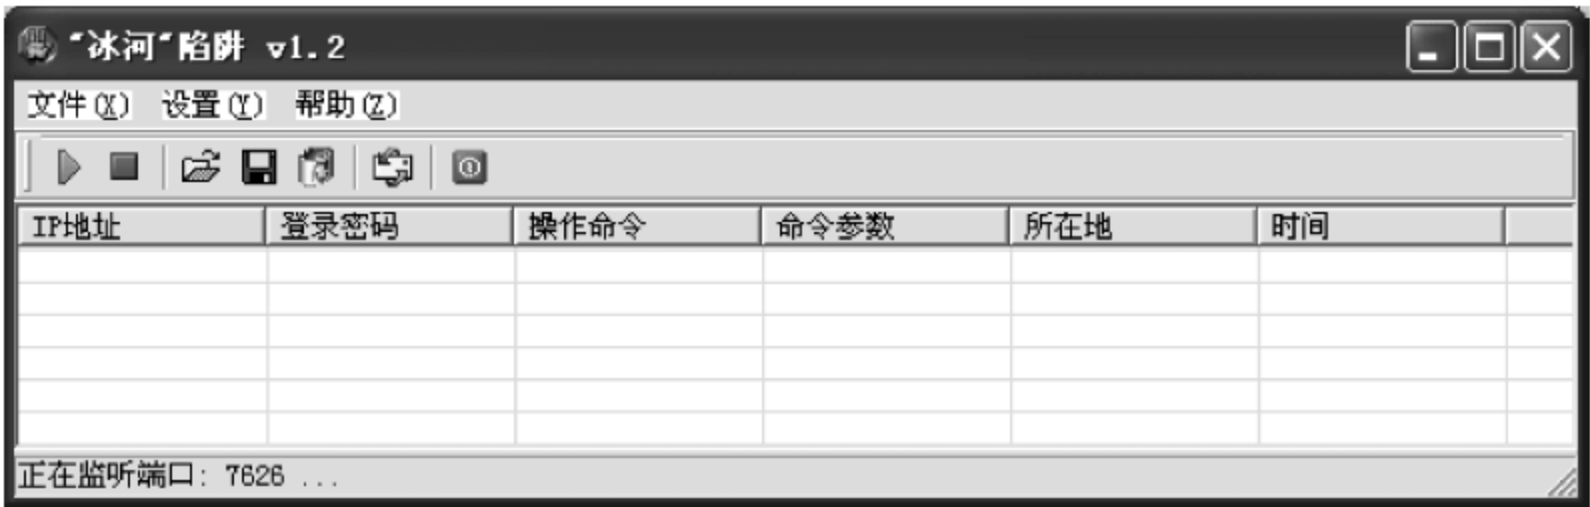 "冰河"陷阱 v1.2
文件(X) 设置(Y) 帮助(Z)
IP地址 登录密码 操作命令 命令参数 所在地 时间
正在监听端口: 7626 ...